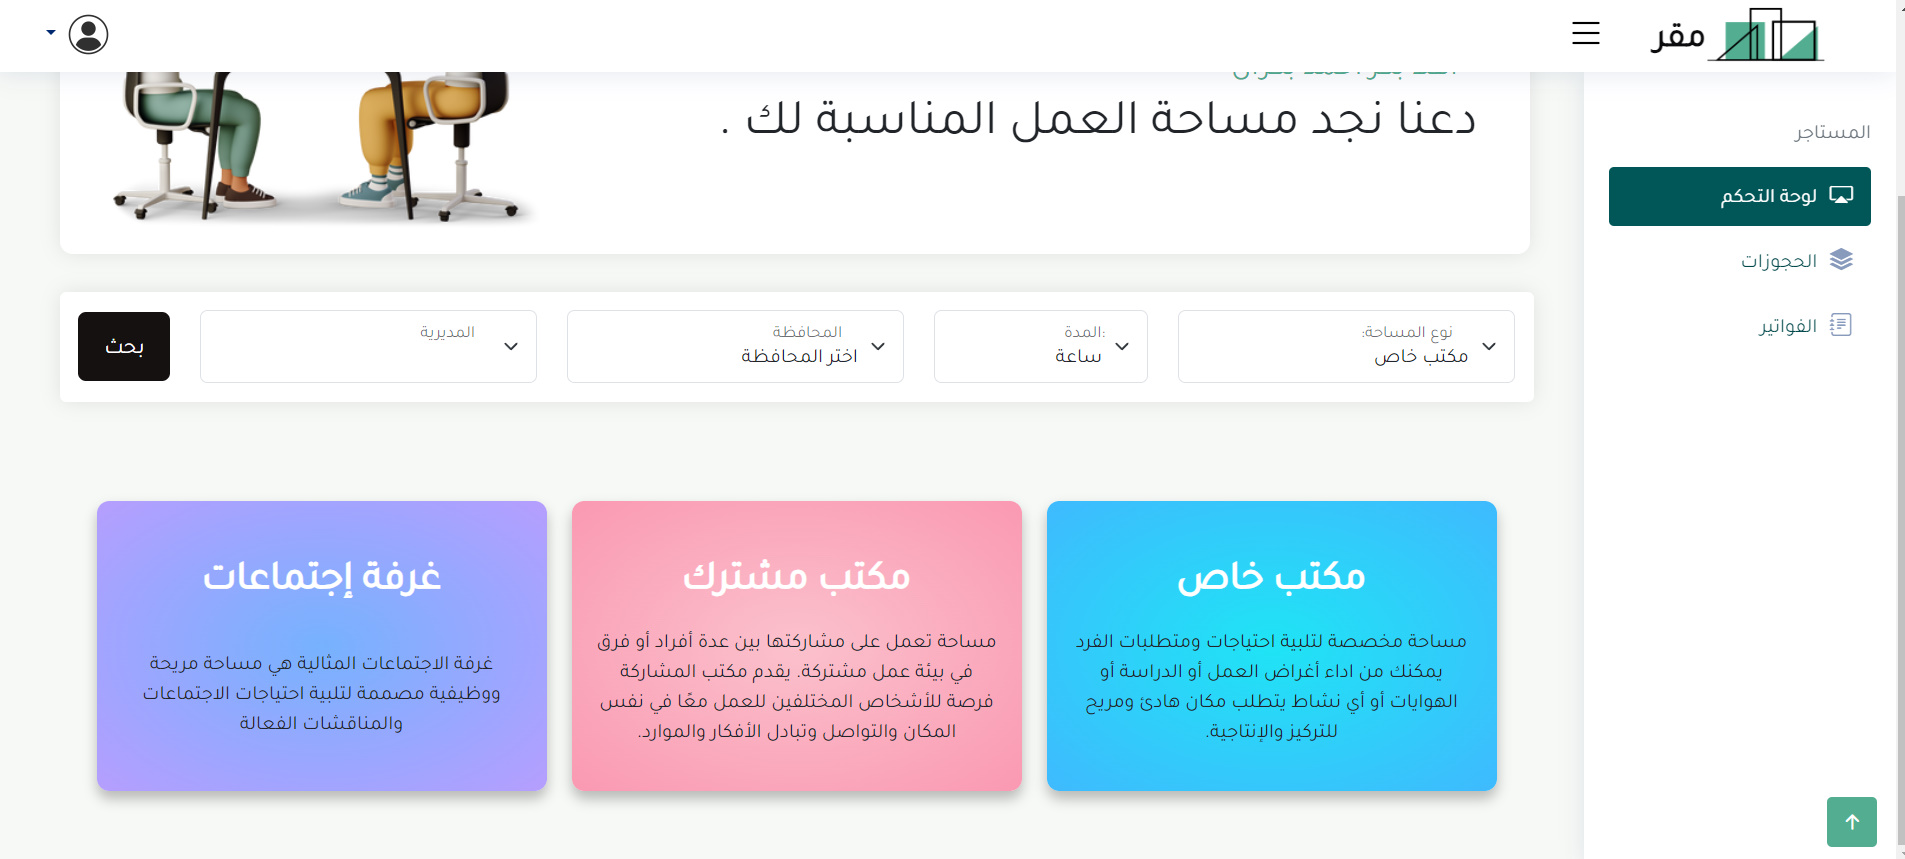 مقر
دعنا نجد مساحة العمل المناسبة لك .
المستاجر
لوحة التحكم
الحجوزات
الفواتير
نوع المساحة:
مكتب خاص
المدة:
ساعة
المحافظة
اختر المحافظة
المديرية
بحث
مكتب خاص
مساحة مخصصة لتلبية احتياجات ومتطلبات الفرد
يمكنك من اداء أغراض العمل أو الدراسة أو
الهوايات أو أي نشاط يتطلب مكان هادئ ومريح
للتركيز والإنتاجية.
مكتب مشترك
مساحة تعمل على مشاركتها بين عدة أفراد أو فرق
في بيئة عمل مشتركة. يقدم مكتب المشاركة
فرصة للأشخاص المختلفين للعمل معًا في نفس
المكان والتواصل وتبادل الأفكار والموارد.
غرفة إجتماعات
غرفة الاجتماعات المثالية هي مساحة مريحة
ووظيفية مصممة لتلبية احتياجات الاجتماعات
والمناقشات الفعالة